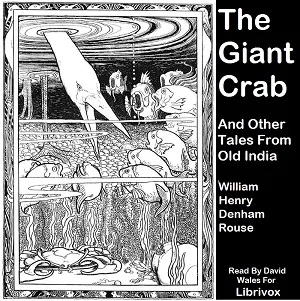 The
Giant
Crab
And Other
Tales From
Old India
William
Henry
Denham
Rouse
Read By David
Wales For
Librivox